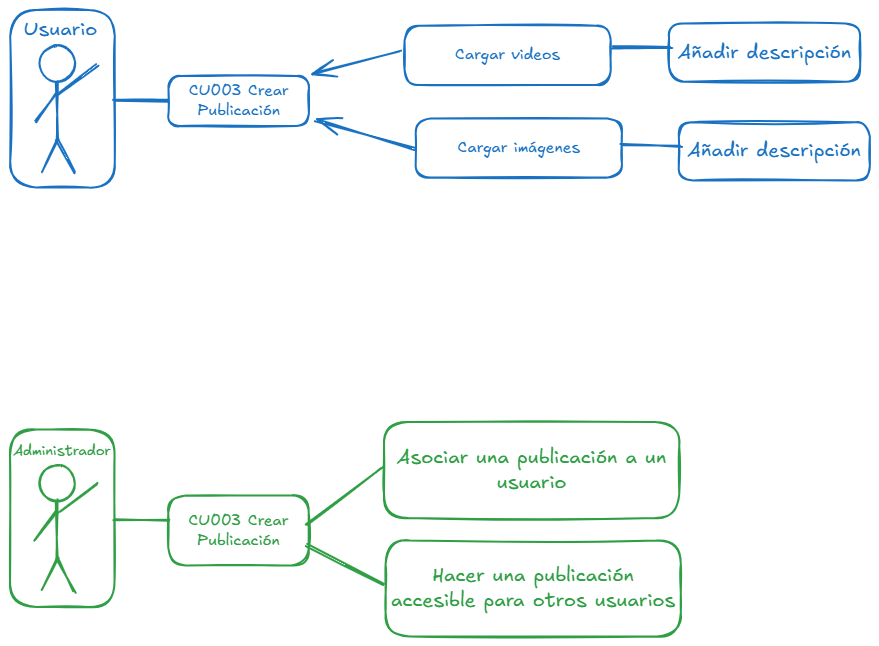 Usuario
CU003 Crear
Publicación
Cargar videos
Añadir descripción
Cargar imágenes
Añadir descripción
Administrador
CU003 Crear
Publicación
Asociar una publicación a un
usuario
Hacer una publicación
accesible para otros usuarios